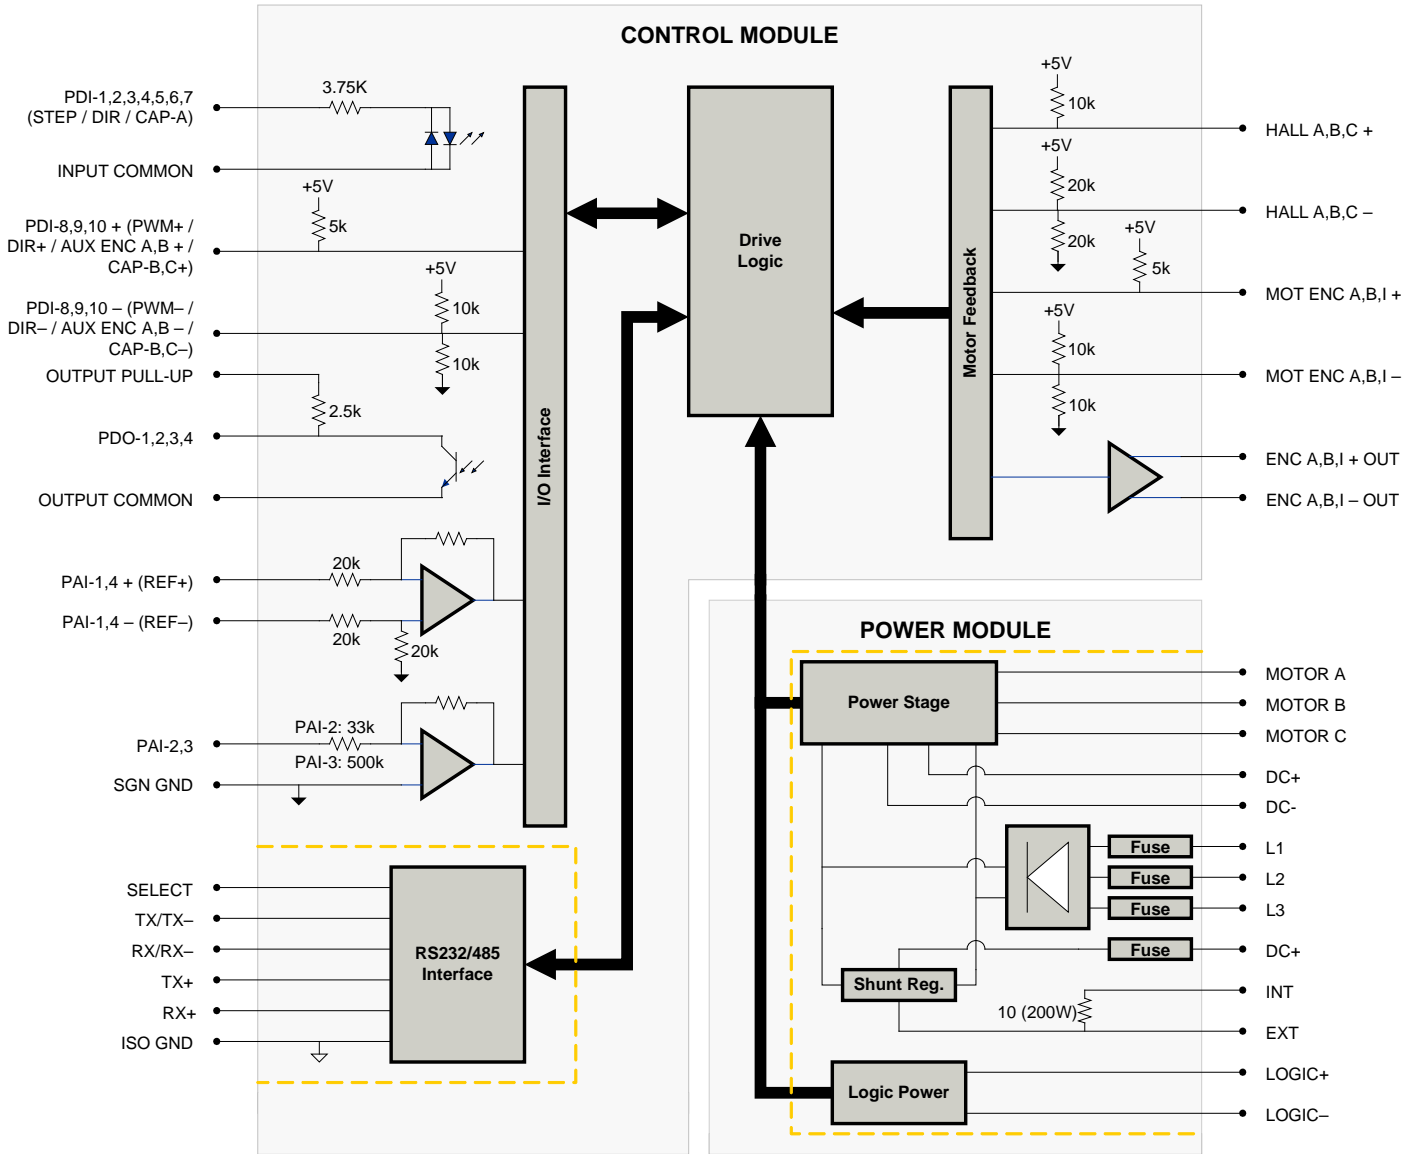 CONTROL MODULE
PDI-1,2,3,4,5,6,7
(STEP / DIR / CAP-A)
3.75K
INPUT COMMON
+5V
5k
PDI-8,9,10 + (PWM+ /
DIR+ / AUX ENC A,B + /
CAP-B,C+)
+5V
10k
10k
PDI-8,9,10 – (PWM– /
DIR– / AUX ENC A,B – /
CAP-B,C–)
OUTPUT PULL-UP
2.5k
PDO-1,2,3,4
OUTPUT COMMON
PAI-1,4 + (REF+)
20k
PAI-1,4 – (REF–)
20k
20k
PAI-2,3
PAI-2: 33k
PAI-3: 500k
SGN GND
I/O Interface
Drive
Logic
Motor Feedback
+5V
10k
HALL A,B,C +
+5V
20k
20k
HALL A,B,C –
+5V
5k
MOT ENC A,B,I +
+5V
10k
10k
MOT ENC A,B,I –
ENC A,B,I + OUT
ENC A,B,I – OUT
SELECT
TX/TX–
RX/RX–
TX+
RX+
ISO GND
RS232/485
Interface
POWER MODULE
Power Stage
MOTOR A
MOTOR B
MOTOR C
DC+
DC-
Fuse
L1
Fuse
L2
Fuse
L3
Fuse
DC+
Shunt Reg.
10 (200W)
INT
EXT
Logic Power
LOGIC+
LOGIC–